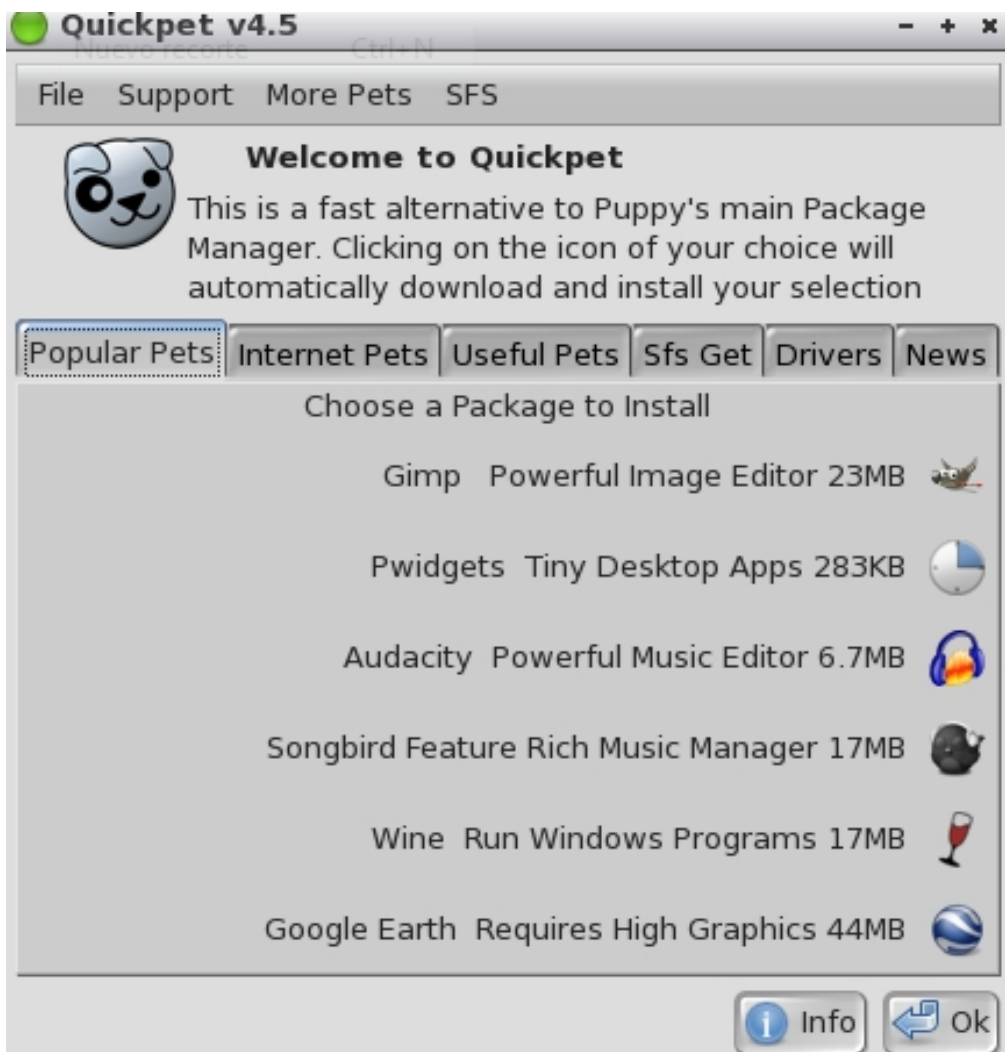 Quickpet v4.5
Nuevo recorte Ctrl+N
File Support More Pets SFS
Welcome to Quickpet
This is a fast alternative to Puppy's main Package
Manager. Clicking on the icon of your choice will
automatically download and install your selection
Popular Pets Internet Pets Useful Pets Sfs Get Drivers News
Choose a Package to Install
Gimp Powerful Image Editor 23MB
Pwidgets Tiny Desktop Apps 283KB
Audacity Powerful Music Editor 6.7MB
Songbird Feature Rich Music Manager 17MB
Wine Run Windows Programs 17MB
Google Earth Requires High Graphics 44MB
Info Ok